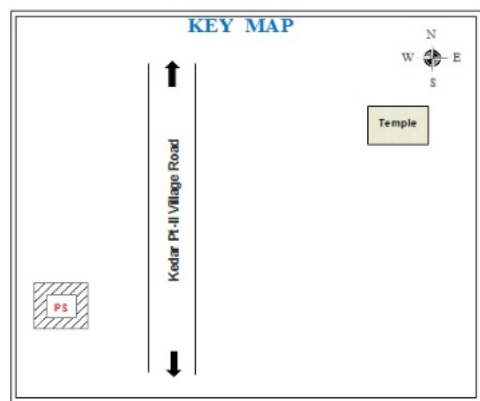 KEY MAP
N
W E
S
Temple
Kedar Pt-II Village Road
PS